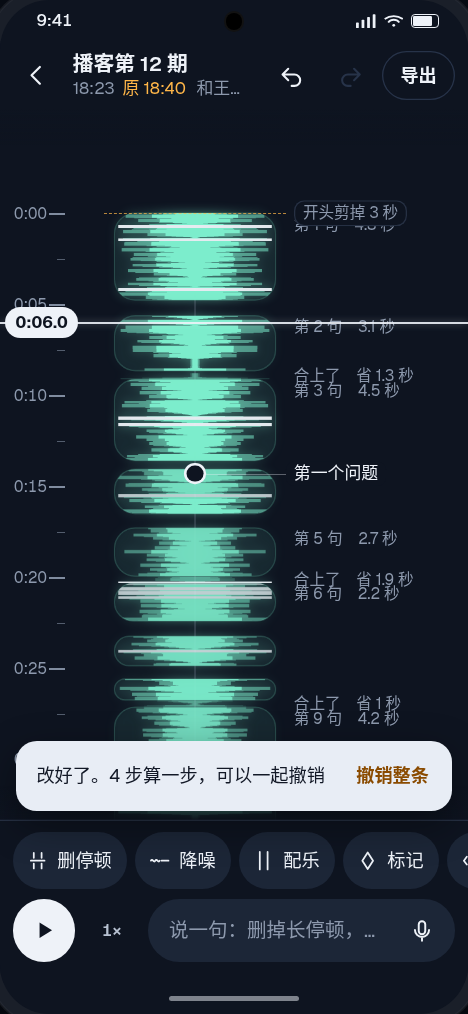 9:41
播客第 12 期
18:23 原 18:40 和王…
导出
0:00
开头剪掉 3 秒
0:05
0:06.0
第 2 句 3.1 秒
合上了 省 1.3 秒
0:10
第 3 句 4.5 秒
第一个问题
0:15
第 5 句 2.7 秒
0:20
合上了 省 1.9 秒
第 6 句 2.2 秒
0:25
合上了 省 1 秒
第 9 句 4.2 秒
改好了。4 步算一步，可以一起撤销 撤销整条
删停顿 降噪 配乐 标记
1×
说一句：删掉长停顿，…